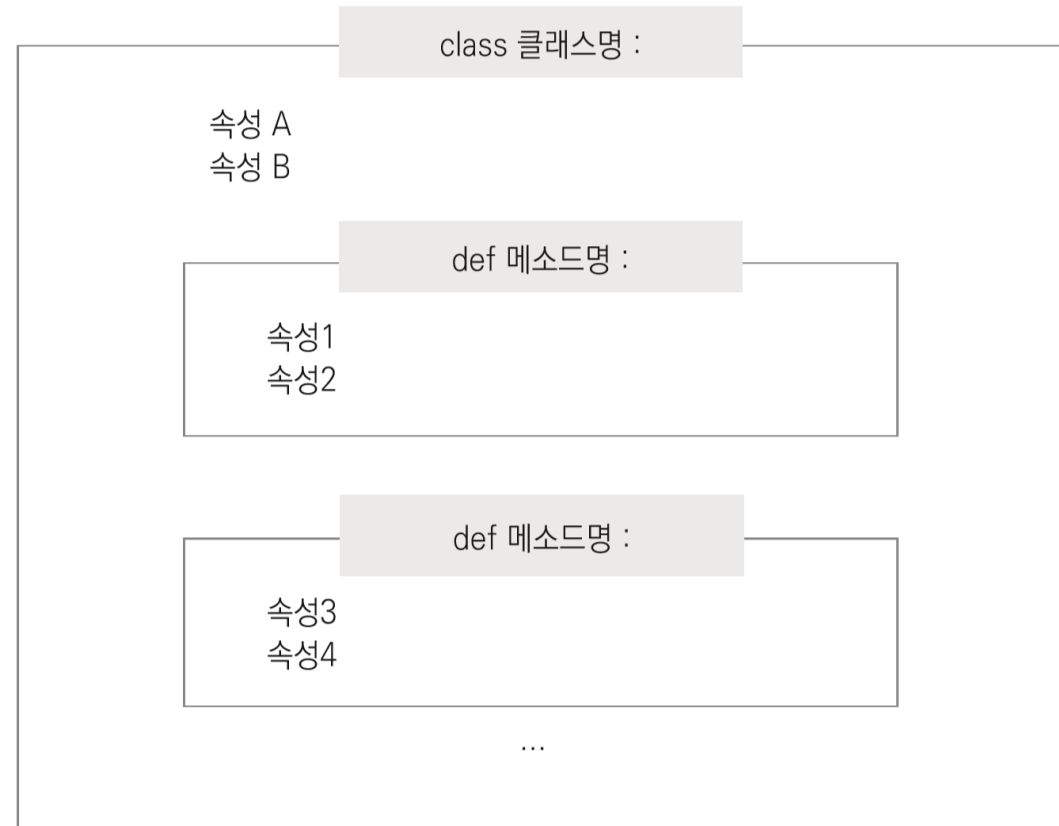 class 클래스명 :
속성 A
속성 B
def 메소드명 :
속성1
속성2
def 메소드명 :
속성3
속성4
...